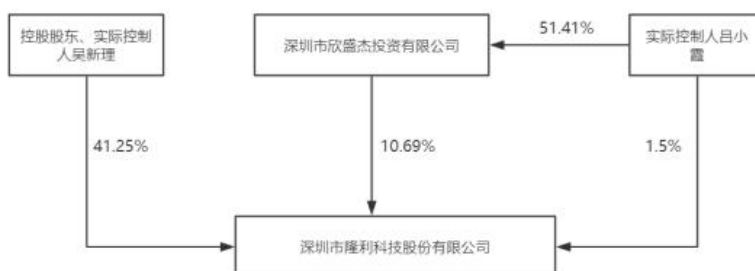 控股股东、实际控制
人吴新理
深圳市欣盛杰投资有限公司
51.41%
实际控制人吕小
霞
41.25%
10.69%
1.5%
深圳市隆利科技股份有限公司